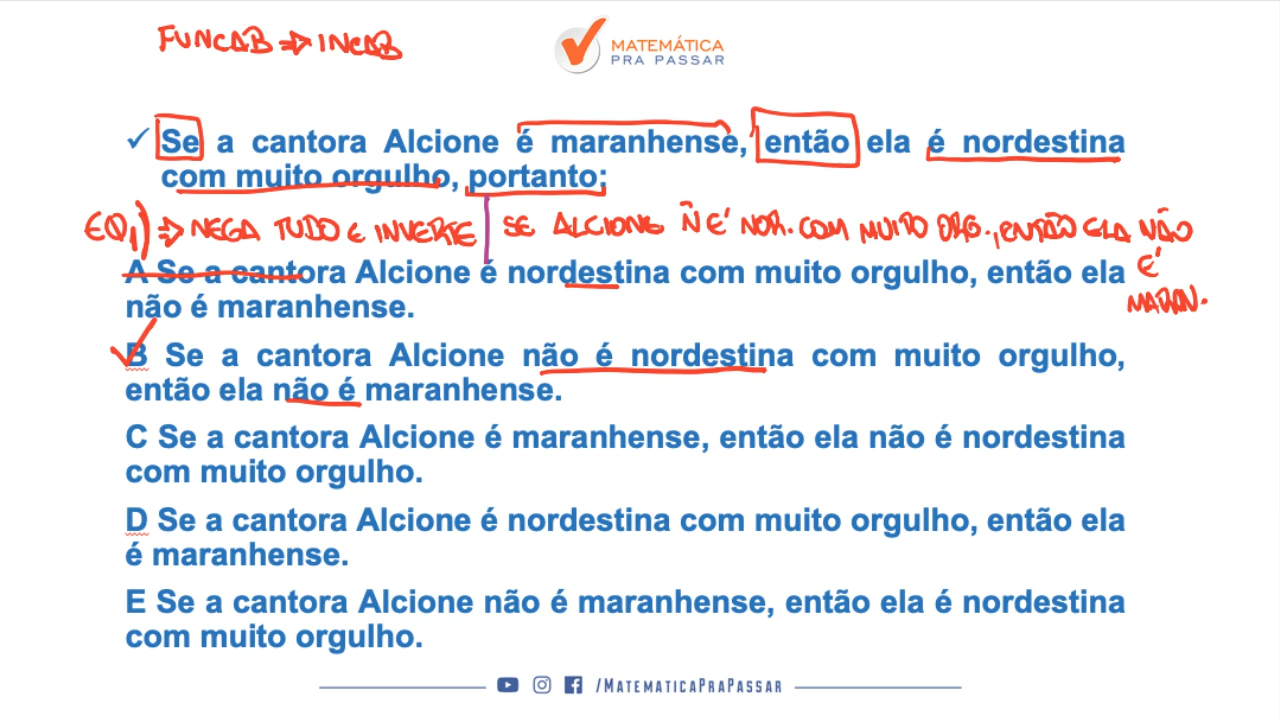 FUNCAB => INCAB
MATEMÁTICA
PRA PASSAR
✓ Se a cantora Alcione é maranhense, então ela é nordestina
com muito orgulho, portanto;
EQ1) => NEGA TUDO E INVERTE | SE ALCIONE Ñ É NOR. COM MUITO ORG., ENTÃO ELA NÃO
É
MARAN.
A Se a cantora Alcione é nordestina com muito orgulho, então ela
não é maranhense.
B Se a cantora Alcione não é nordestina com muito orgulho,
então ela não é maranhense.
C Se a cantora Alcione é maranhense, então ela não é nordestina
com muito orgulho.
D Se a cantora Alcione é nordestina com muito orgulho, então ela
é maranhense.
E Se a cantora Alcione não é maranhense, então ela é nordestina
com muito orgulho.
/MatematicaPraPassar